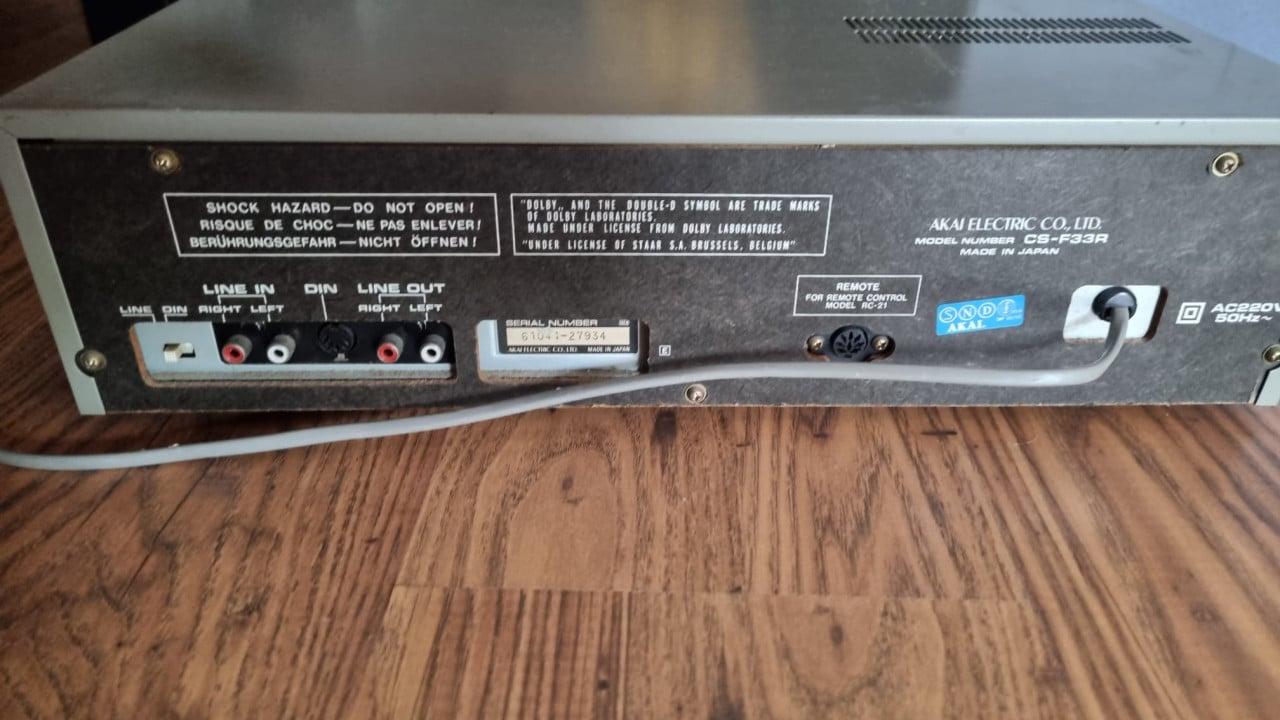 SHOCK HAZARD — DO NOT OPEN!
RISQUE DE CHOC — NE PAS ENLEVER!
BERÜHRUNGSGEFAHR — NICHT ÖFFNEN!
"DOLBY,, AND THE DOUBLE-D SYMBOL ARE TRADE MARKS
OF DOLBY LABORATORIES.
MADE UNDER LICENSE FROM DOLBY LABORATORIES.
"UNDER LICENSE OF STAAR S.A. BRUSSELS, BELGIUM"
AKAI ELECTRIC CO., LTD.
MODEL NUMBER CS-F33R
MADE IN JAPAN
LINE DIN
LINE IN
RIGHT LEFT
DIN
LINE OUT
RIGHT LEFT
SERIAL NUMBER
61041-27934
AKAI ELECTRIC CO., LTD. MADE IN JAPAN
E
REMOTE
FOR REMOTE CONTROL
MODEL RC-21
SND
AKAI
AC220V
50Hz~